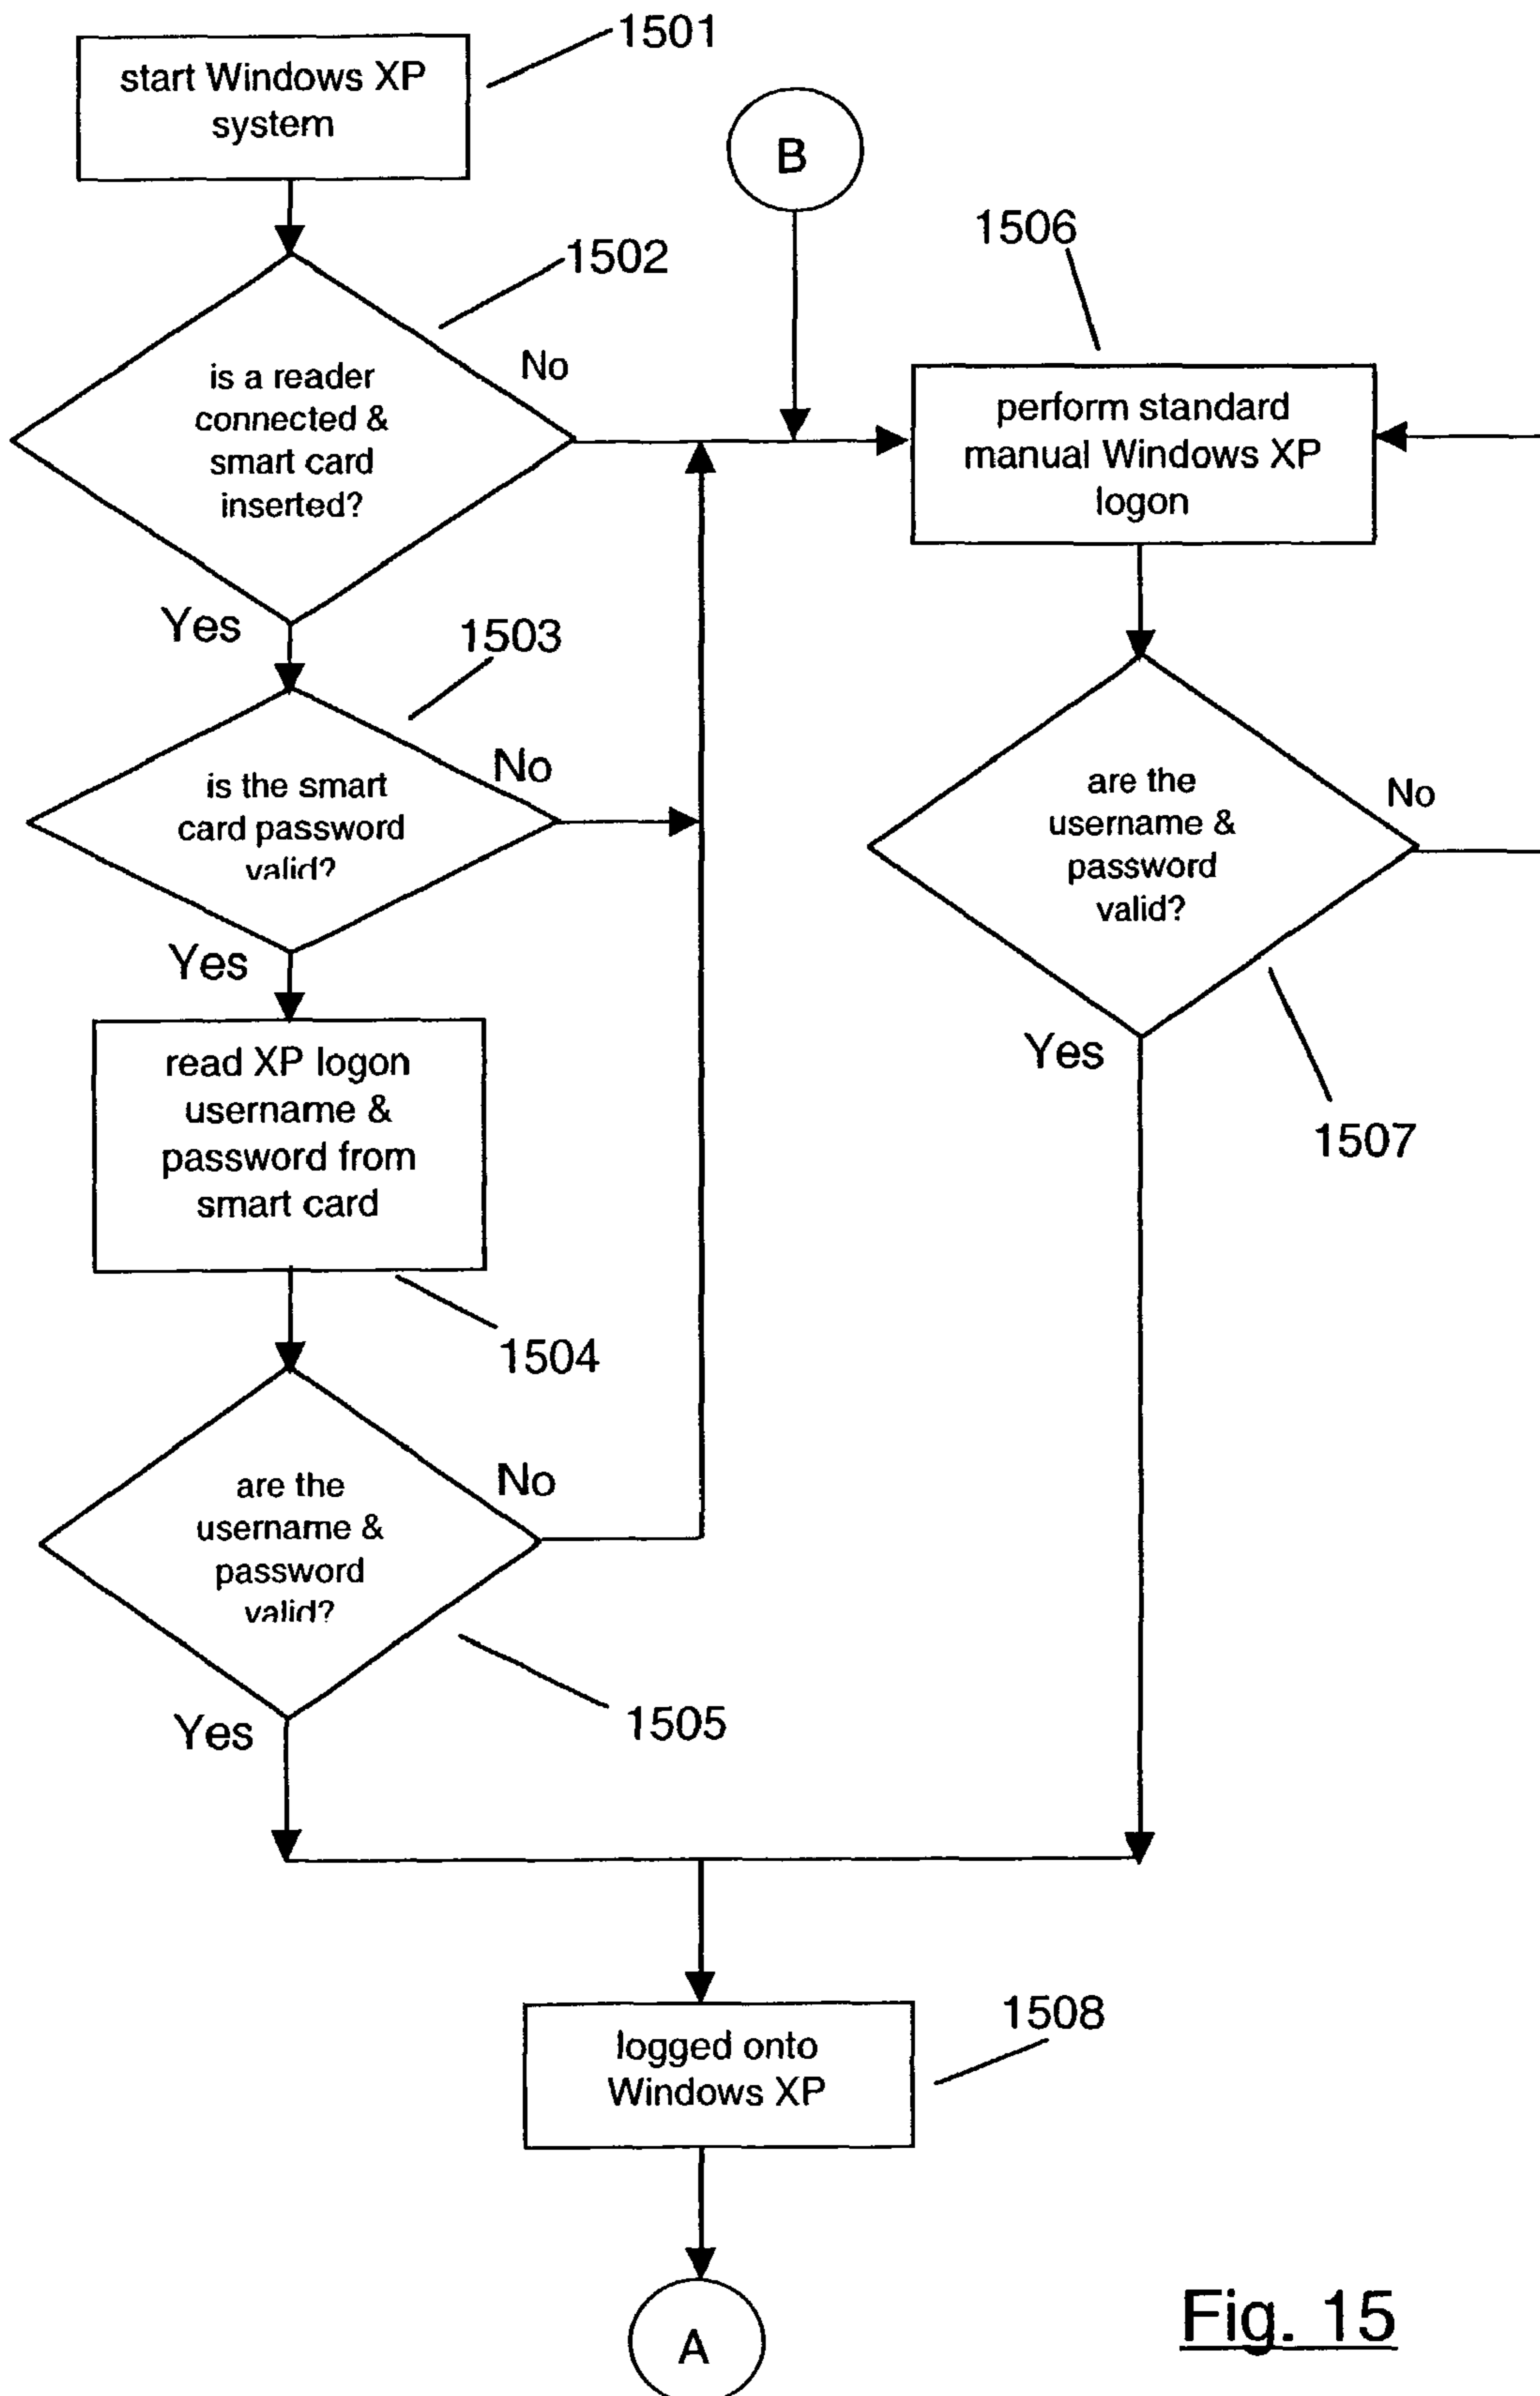 1501
start Windows XP
system
B
1502
1506
is a reader
connected &
smart card
inserted?
No
perform standard
manual Windows XP
logon
Yes
1503
is the smart
card password
valid?
No
are the
username &
password
valid?
No
Yes
Yes
1507
read XP logon
username &
password from
smart card
1504
are the
username &
password
valid?
No
1505
Yes
logged onto
Windows XP
1508
A
Fig. 15